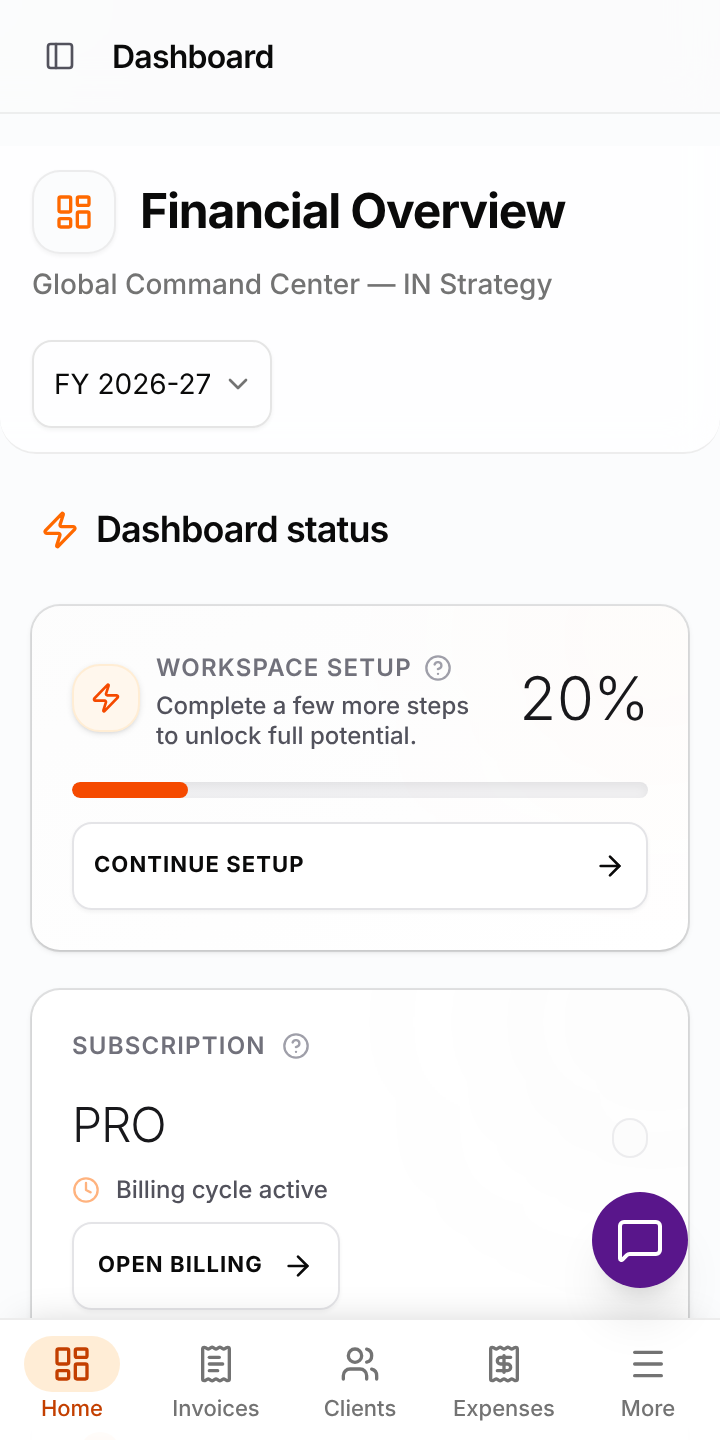 Dashboard
Financial Overview
Global Command Center — IN Strategy
FY 2026-27
Dashboard status
WORKSPACE SETUP
Complete a few more steps
to unlock full potential.
20%
CONTINUE SETUP
SUBSCRIPTION
PRO
Billing cycle active
OPEN BILLING
Home
Invoices
Clients
Expenses
More